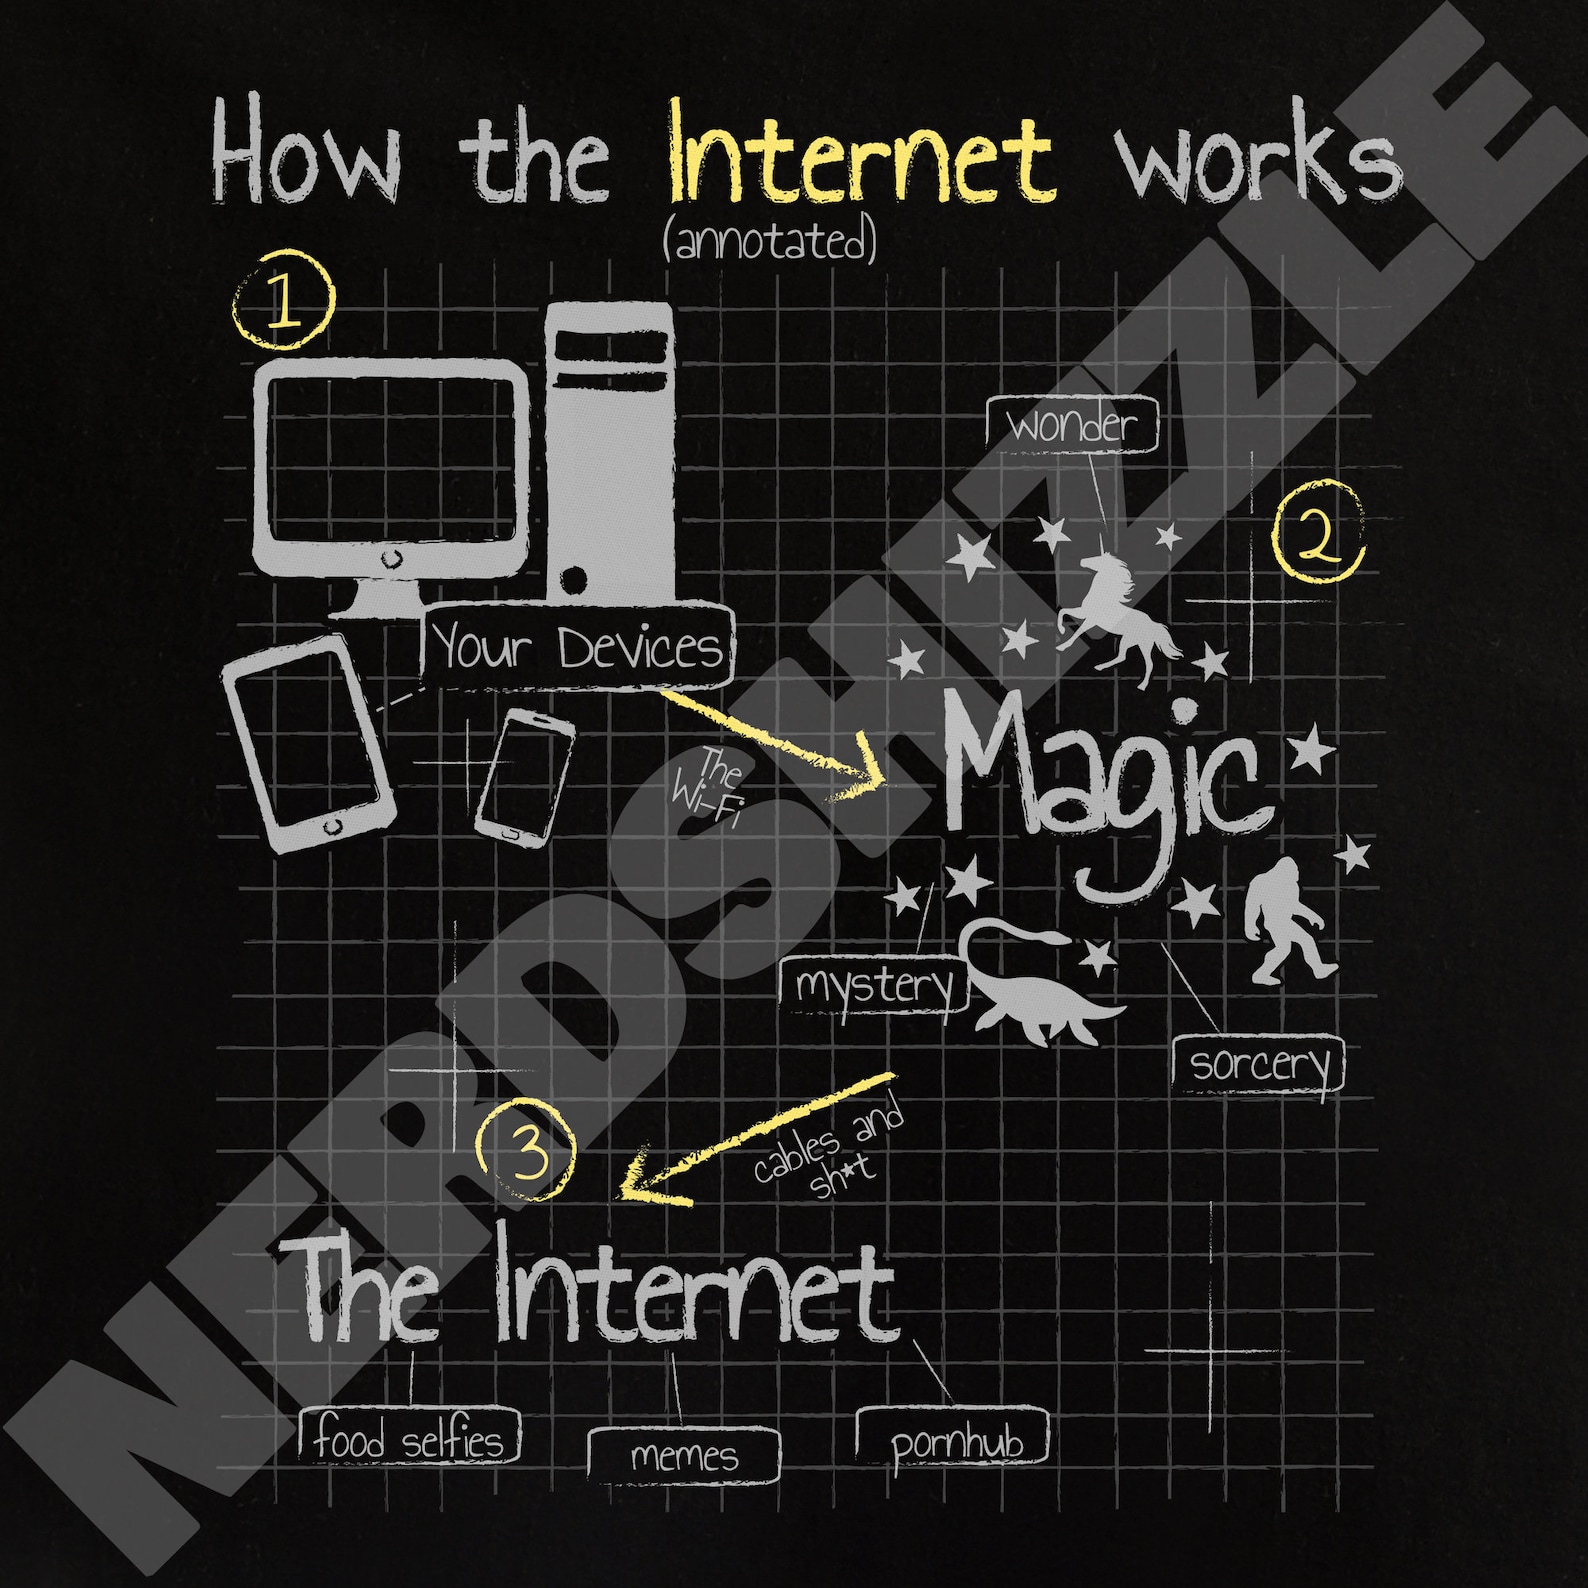 How the Internet works
(annotated)
1
Your Devices
The
Wi-Fi
wonder
2
Magic
mystery
sorcery
cables and
sh*t
3
The Internet
food selfies
memes
pornhub
NERDSHIZZLE